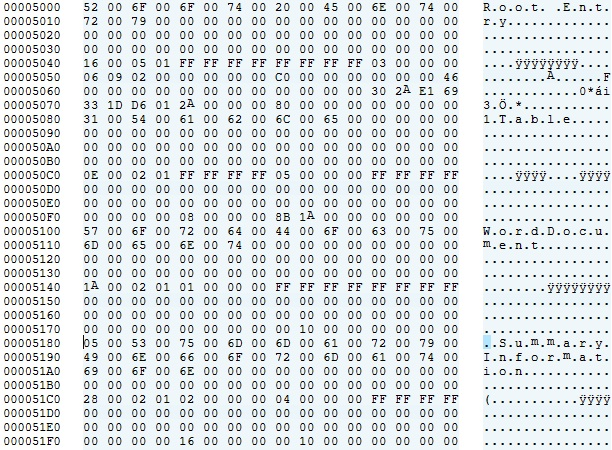 00005000 52 00 6F 00 6F 00 74 00 20 00 45 00 6E 00 74 00 R.o.o.t. .E.n.t.
00005010 72 00 79 00 00 00 00 00 00 00 00 00 00 00 00 00 r.y.............
00005020 00 00 00 00 00 00 00 00 00 00 00 00 00 00 00 00 ................
00005030 00 00 00 00 00 00 00 00 00 00 00 00 00 00 00 00 ................
00005040 16 00 05 01 FF FF FF FF FF FF FF FF 03 00 00 00 ....ÿÿÿÿÿÿÿÿ....
00005050 06 09 02 00 00 00 00 00 C0 00 00 00 00 00 00 46 ........À......F
00005060 00 00 00 00 00 00 00 00 00 00 00 00 30 2A E1 69 ............0*ái
00005070 33 1D D6 01 2A 00 00 00 80 00 00 00 00 00 00 00 3.Ö.*...........
00005080 31 00 54 00 61 00 62 00 6C 00 65 00 00 00 00 00 1.T.a.b.l.e.....
00005090 00 00 00 00 00 00 00 00 00 00 00 00 00 00 00 00 ................
000050A0 00 00 00 00 00 00 00 00 00 00 00 00 00 00 00 00 ................
000050B0 00 00 00 00 00 00 00 00 00 00 00 00 00 00 00 00 ................
000050C0 0E 00 02 01 FF FF FF FF 05 00 00 00 FF FF FF FF ....ÿÿÿÿ....ÿÿÿÿ
000050D0 00 00 00 00 00 00 00 00 00 00 00 00 00 00 00 00 ................
000050E0 00 00 00 00 00 00 00 00 00 00 00 00 00 00 00 00 ................
000050F0 00 00 00 00 08 00 00 00 8B 1A 00 00 00 00 00 00 ................
00005100 57 00 6F 00 72 00 64 00 44 00 6F 00 63 00 75 00 W.o.r.d.D.o.c.u.
00005110 6D 00 65 00 6E 00 74 00 00 00 00 00 00 00 00 00 m.e.n.t.........
00005120 00 00 00 00 00 00 00 00 00 00 00 00 00 00 00 00 ................
00005130 00 00 00 00 00 00 00 00 00 00 00 00 00 00 00 00 ................
00005140 1A 00 02 01 01 00 00 00 FF FF FF FF FF FF FF FF ........ÿÿÿÿÿÿÿÿ
00005150 00 00 00 00 00 00 00 00 00 00 00 00 00 00 00 00 ................
00005160 00 00 00 00 00 00 00 00 00 00 00 00 00 00 00 00 ................
00005170 00 00 00 00 00 00 00 00 00 10 00 00 00 00 00 00 ................
00005180 05 00 53 00 75 00 6D 00 6D 00 61 00 72 00 79 00 ..S.u.m.m.a.r.y.
00005190 49 00 6E 00 66 00 6F 00 72 00 6D 00 61 00 74 00 I.n.f.o.r.m.a.t.
000051A0 69 00 6F 00 6E 00 00 00 00 00 00 00 00 00 00 00 i.o.n...........
000051B0 00 00 00 00 00 00 00 00 00 00 00 00 00 00 00 00 ................
000051C0 28 00 02 01 02 00 00 00 04 00 00 00 FF FF FF FF (...........ÿÿÿÿ
000051D0 00 00 00 00 00 00 00 00 00 00 00 00 00 00 00 00 ................
000051E0 00 00 00 00 00 00 00 00 00 00 00 00 00 00 00 00 ................
000051F0 00 00 00 00 16 00 00 00 00 10 00 00 00 00 00 00 ................